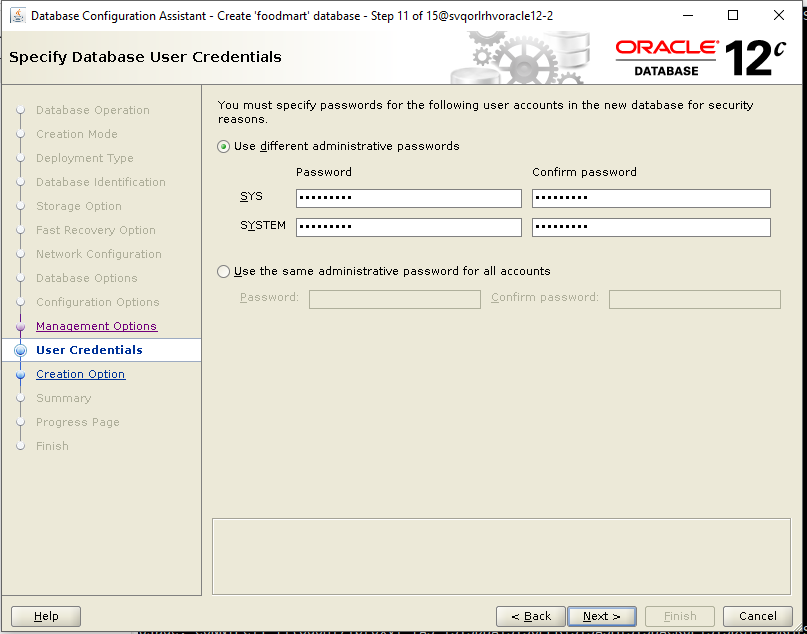 Database Configuration Assistant - Create 'foodmart' database - Step 11 of 15@svqorlrhvoracle12-2
Specify Database User Credentials
ORACLE® 12c
DATABASE
Database Operation
Creation Mode
Deployment Type
Database Identification
Storage Option
Fast Recovery Option
Network Configuration
Database Options
Configuration Options
Management Options
User Credentials
Creation Option
Summary
Progress Page
Finish
You must specify passwords for the following user accounts in the new database for security
reasons.
Use different administrative passwords
Password Confirm password
SYS ••••••••• •••••••••
SYSTEM ••••••••• •••••••••
Use the same administrative password for all accounts
Password: Confirm password:
Help < Back Next > Finish Cancel